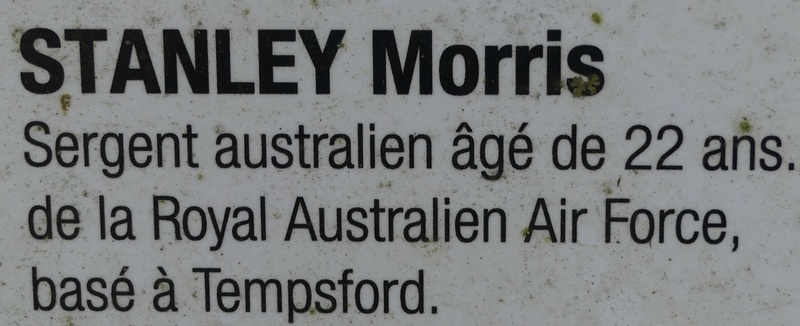 STANLEY Morris
Sergent australien âgé de 22 ans.
de la Royal Australien Air Force,
basé à Tempsford.